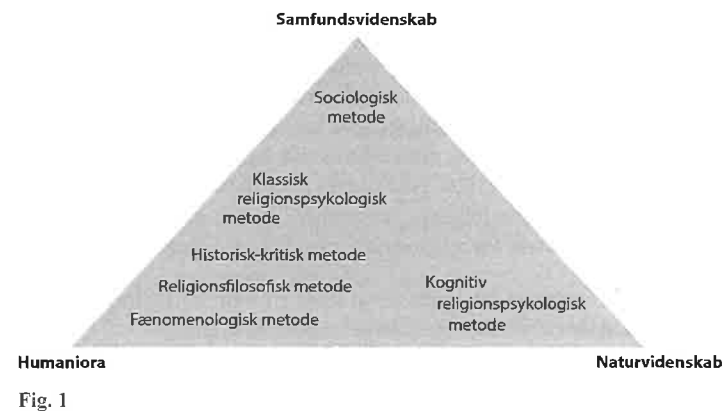 Samfundsvidenskab
Sociologisk
metode
Klassisk
religionspsykologisk
metode
Historisk-kritisk metode
Religionsfilosofisk metode
Fænomenologisk metode
Kognitiv
religionspsykologisk
metode
Humaniora
Naturvidenskab
Fig. 1